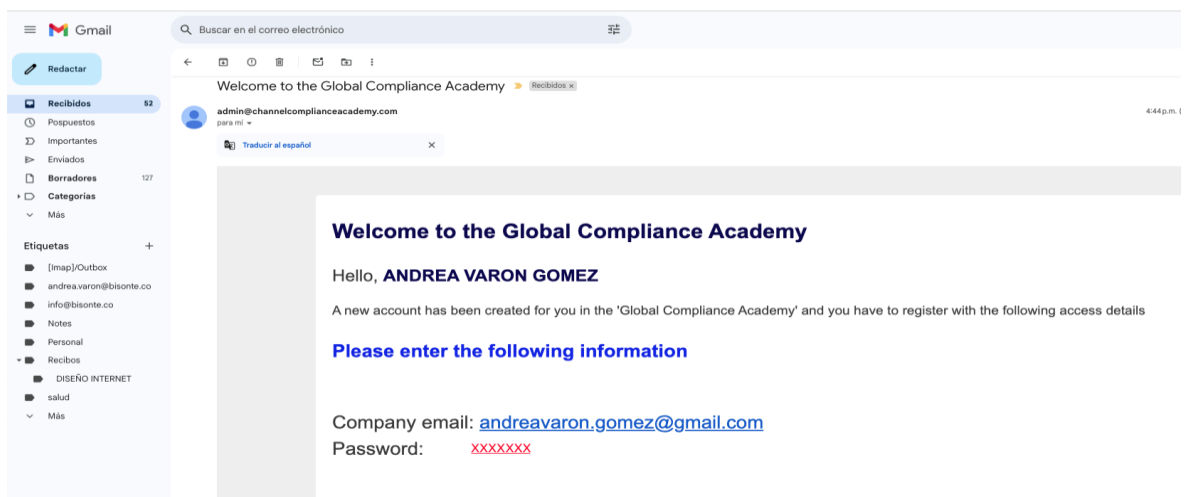 Gmail
Buscar en el correo electrónico
Redactar
Welcome to the Global Compliance Academy Recibidos x
Recibidos 52
admin@channelcomplianceacademy.com 4:44 p.m. (
Pospuestos
para mí
Importantes
Traducir al español
Enviados
Borradores 127
Categorías
Más
Etiquetas
[Imap]/Outbox
andrea.varon@bisonte.co
info@bisonte.co
Notes
Personal
Recibos
DISEÑO INTERNET
salud
Más
Welcome to the Global Compliance Academy
Hello, ANDREA VARON GOMEZ
A new account has been created for you in the 'Global Compliance Academy' and you have to register with the following access details
Please enter the following information
Company email: andreavaron.gomez@gmail.com
Password: xxxxxxx